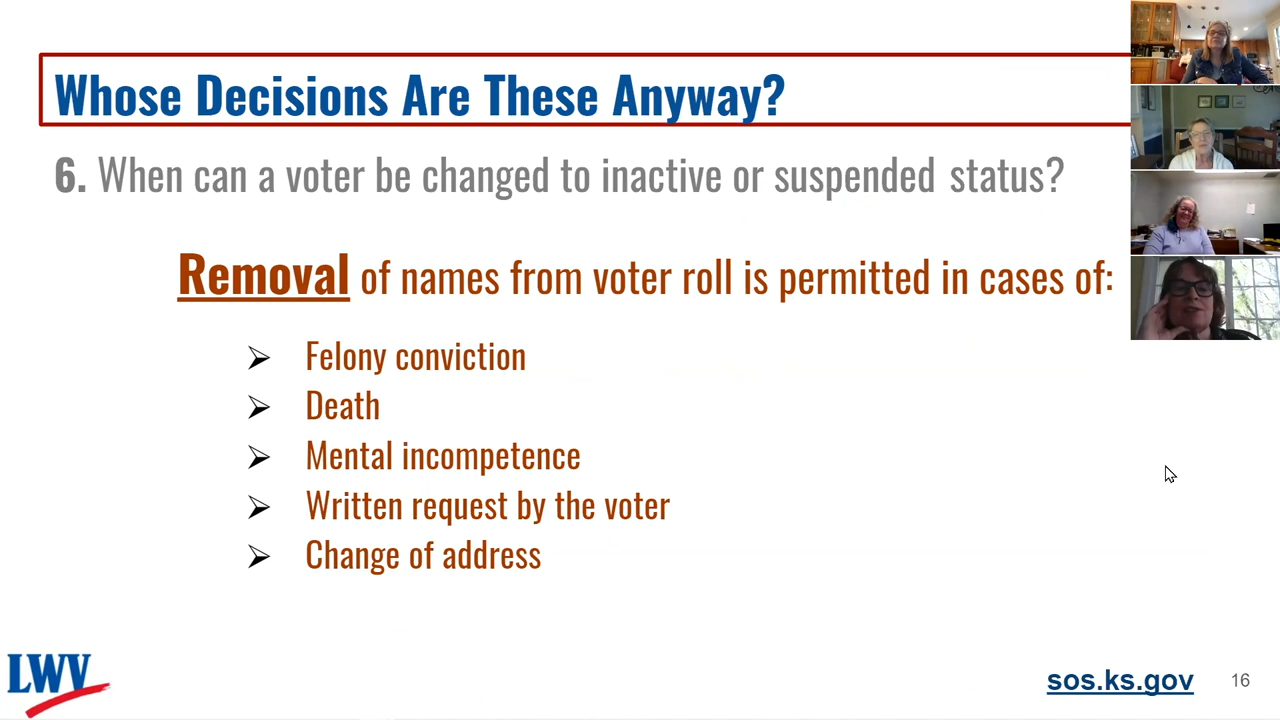 Whose Decisions Are These Anyway?
6. When can a voter be changed to inactive or suspended status?
Removal of names from voter roll is permitted in cases of:
Felony conviction
Death
Mental incompetence
Written request by the voter
Change of address
LWV
sos.ks.gov
16